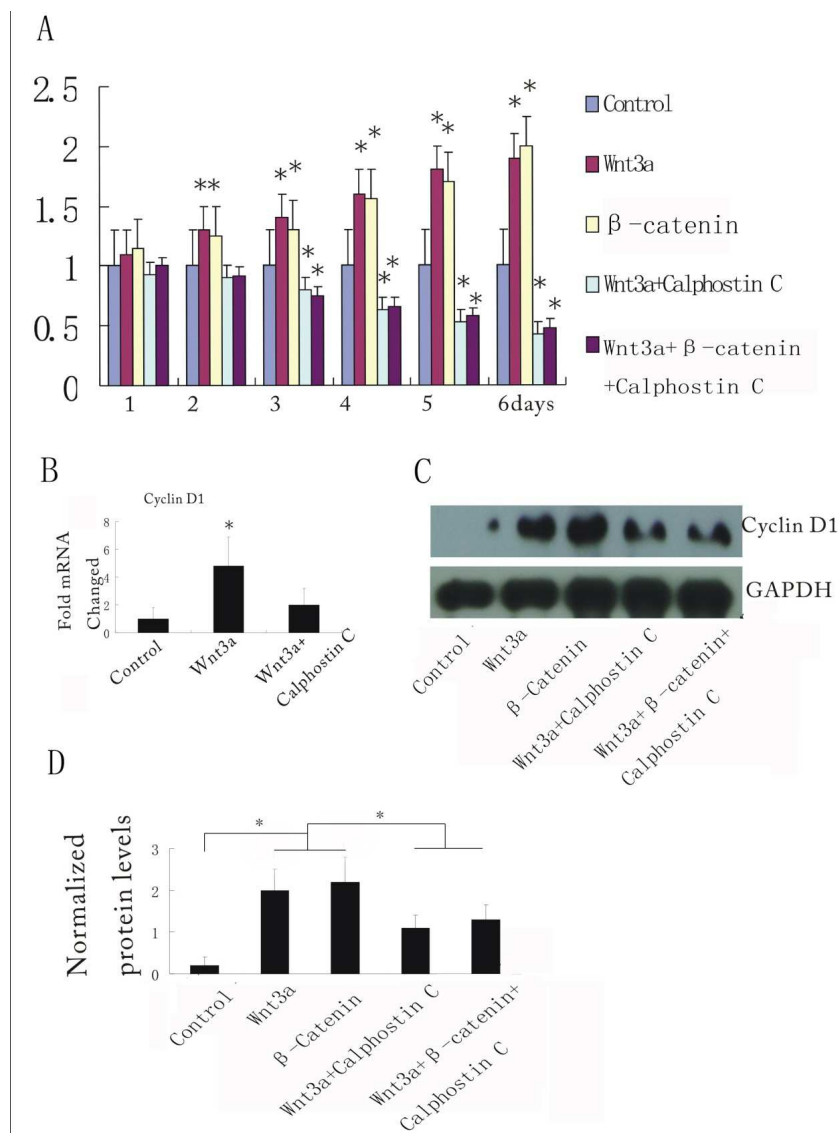 A
2.5
2
1.5
1
0.5
0
* * * * * * * * * *
* * * * * * * *
1 2 3 4 5 6days
Control
Wnt3a
β-catenin
Wnt3a+Calphostin C
Wnt3a+β-catenin
+Calphostin C
B
Cyclin D1
Fold mRNA
Changed
8
6
4
2
0
*
Control
Wnt3a
Wnt3a+
Calphostin C
C
Cyclin D1
GAPDH
Control
Wnt3a
β-Catenin
Wnt3a+Calphostin C
Wnt3a+β-catenin+
Calphostin C
D
Normalized
protein levels
3
2
1
0
* *
Control
Wnt3a
β-Catenin
Wnt3a+Calphostin C
Wnt3a+β-catenin+
Calphostin C